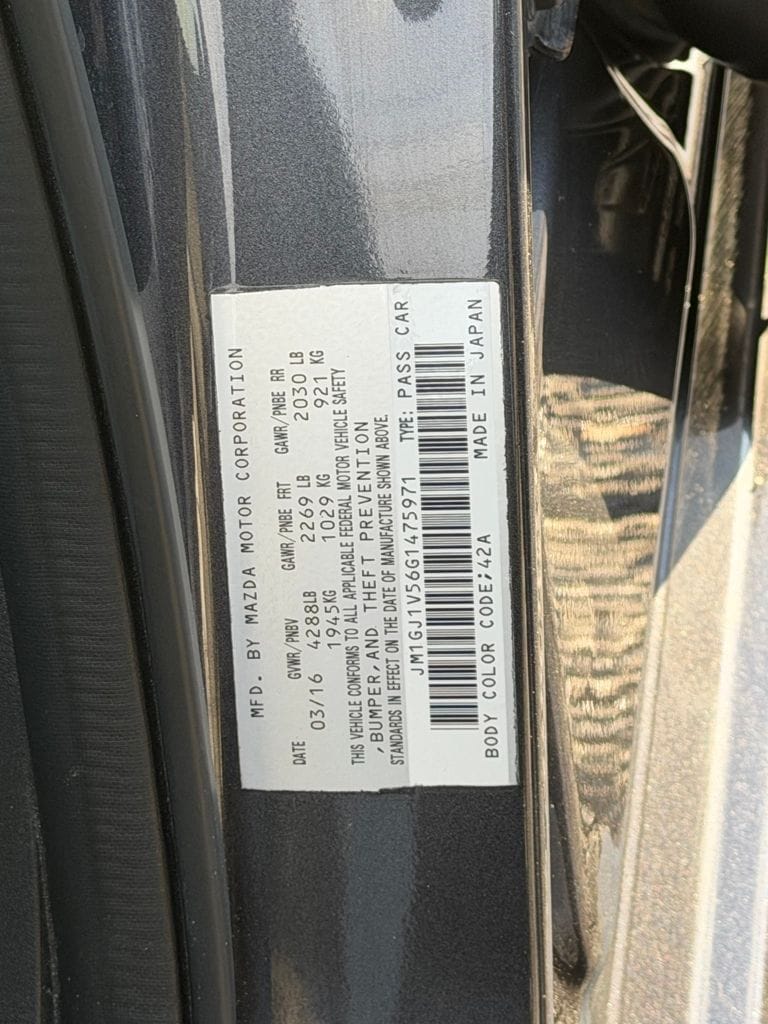 MFD. BY MAZDA MOTOR CORPORATION
DATE GVWR/PNBV GAWR/PNBE FRT GAWR/PNBE RR
03/16 4288LB 2269 LB 2030 LB
1945KG 1029 KG 921 KG
THIS VEHICLE CONFORMS TO ALL APPLICABLE FEDERAL MOTOR VEHICLE SAFETY
,BUMPER,AND THEFT PREVENTION
STANDARDS IN EFFECT ON THE DATE OF MANUFACTURE SHOWN ABOVE.
JM1GJ1V56G1475971 TYPE: PASS CAR
BODY COLOR CODE;42A MADE IN JAPAN